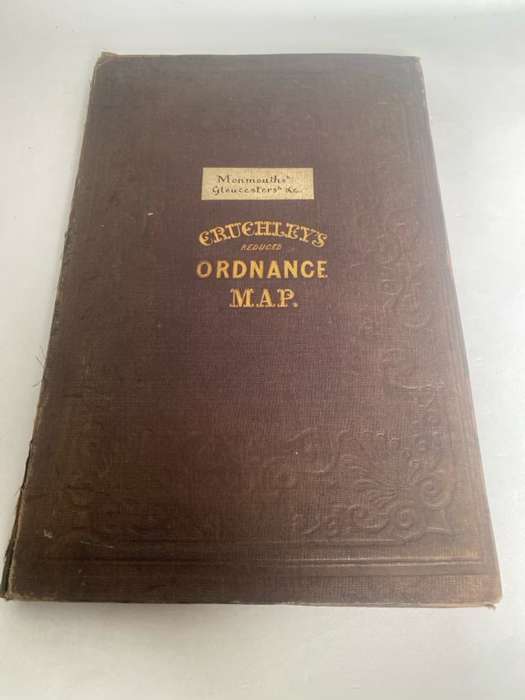 Monmouths.h
Gloucesters.h &c.
CRUCHLEY'S
REDUCED
ORDNANCE
MAP.